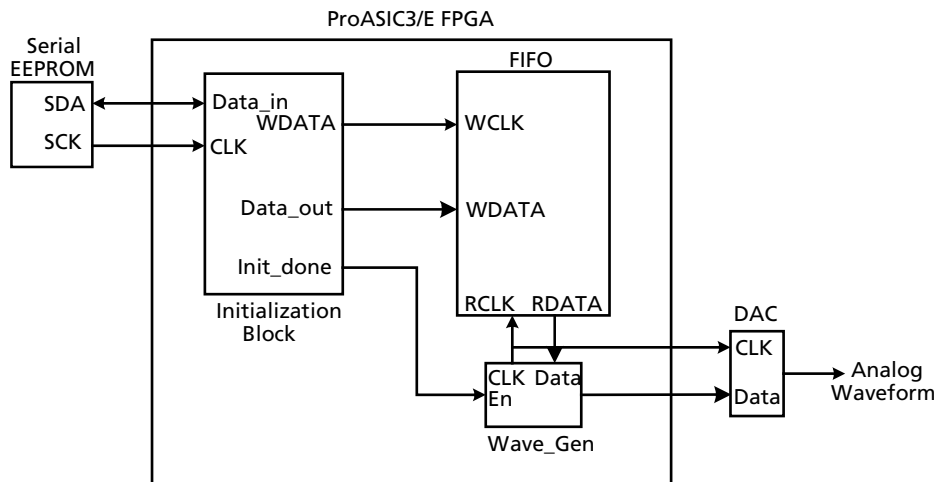 ProASIC3/E FPGA
Serial
EEPROM
SDA
SCK
Data_in
WDATA
CLK
Data_out
Init_done
Initialization
Block
FIFO
WCLK
WDATA
RCLK RDATA
CLK Data
En
Wave_Gen
DAC
CLK
Data
Analog
Waveform